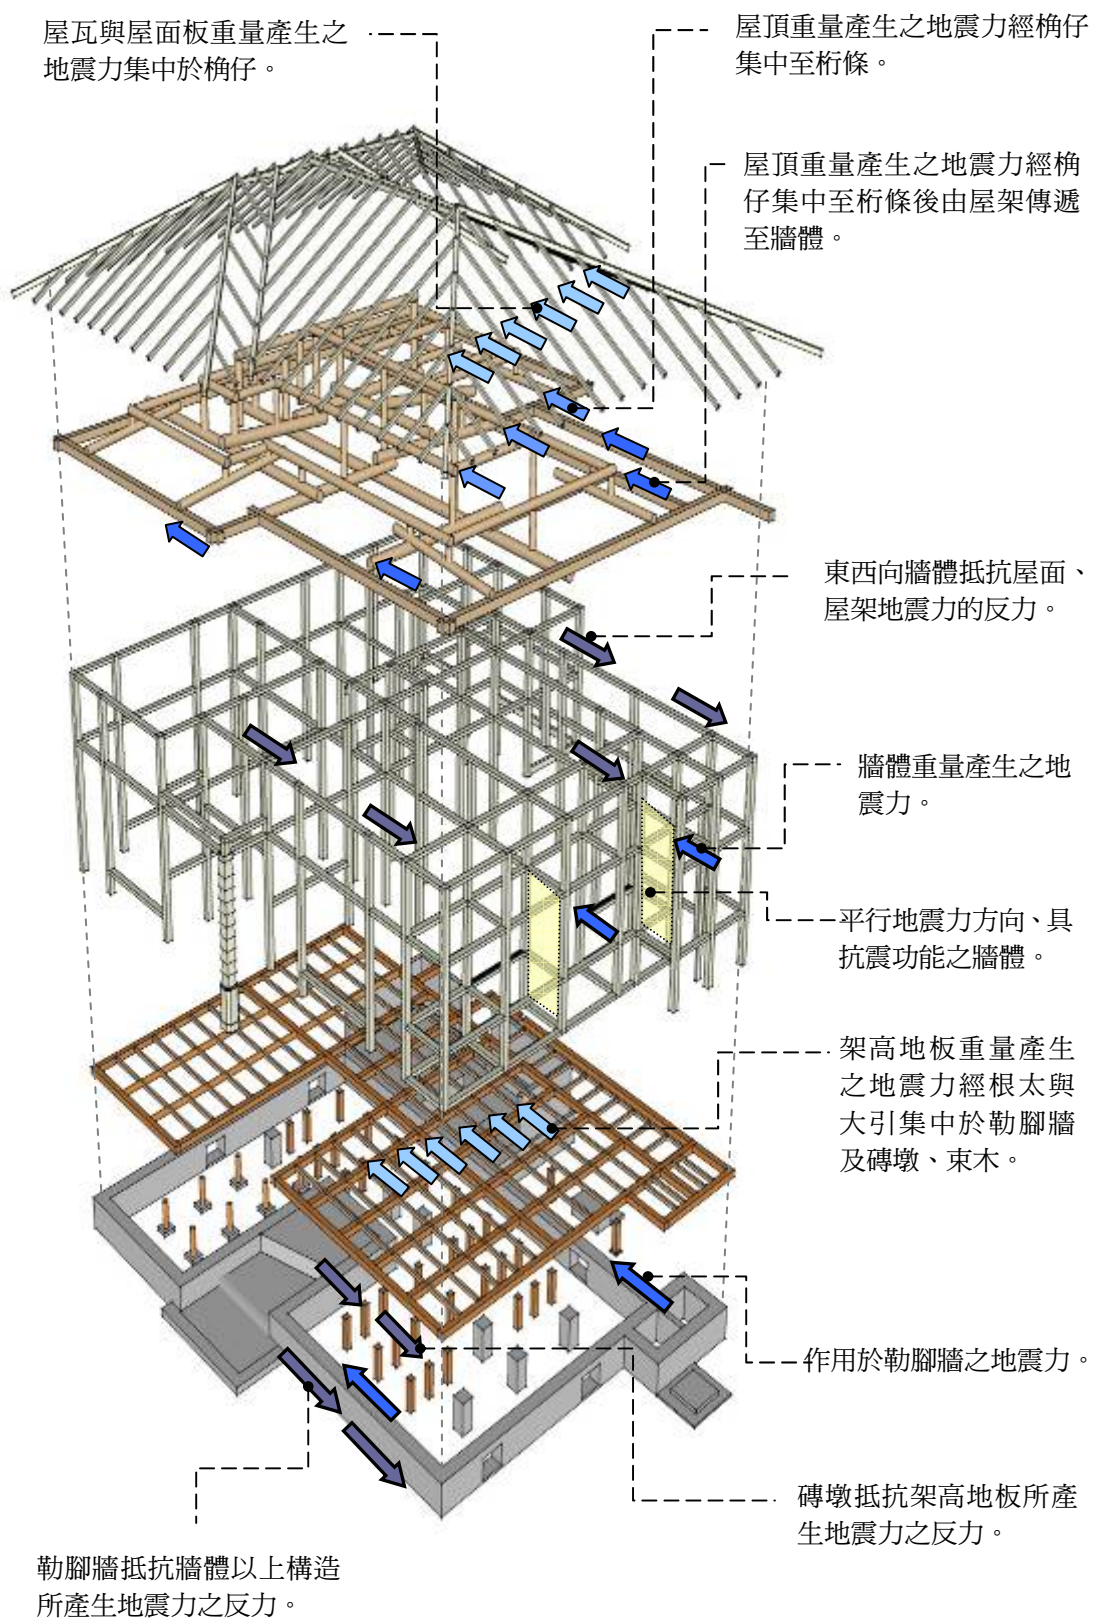 屋瓦與屋面板重量產生之
地震力集中於桷仔。
屋頂重量產生之地震力經桷仔
集中至桁條。
屋頂重量產生之地震力經桷
仔集中至桁條後由屋架傳遞
至牆體。
東西向牆體抵抗屋面、
屋架地震力的反力。
牆體重量產生之地
震力。
平行地震力方向、具
抗震功能之牆體。
架高地板重量產生
之地震力經根太與
大引集中於勒腳牆
及磚墩、束木。
作用於勒腳牆之地震力。
磚墩抵抗架高地板所產
生地震力之反力。
勒腳牆抵抗牆體以上構造
所產生地震力之反力。